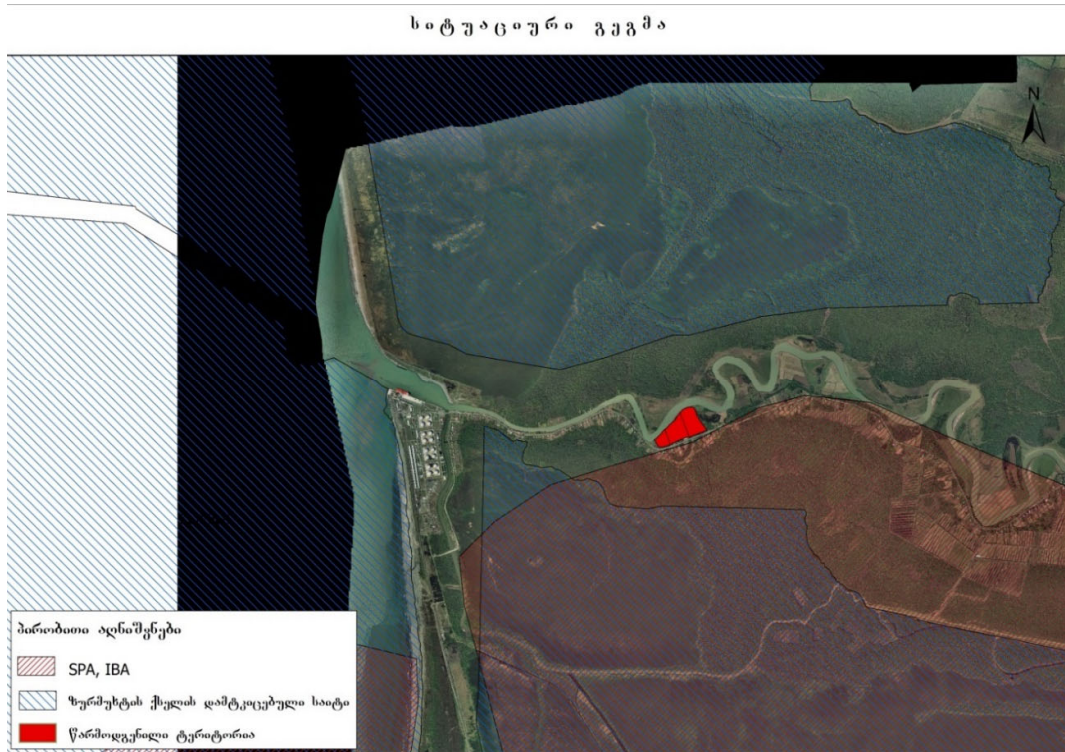 სიტუაციური გეგმა
N
პირობითი აღნიშვნები
SPA, IBA
ზურმუხტის ქსელის დამტკიცებული საიტი
წარმოდგენილი ტერიტორია